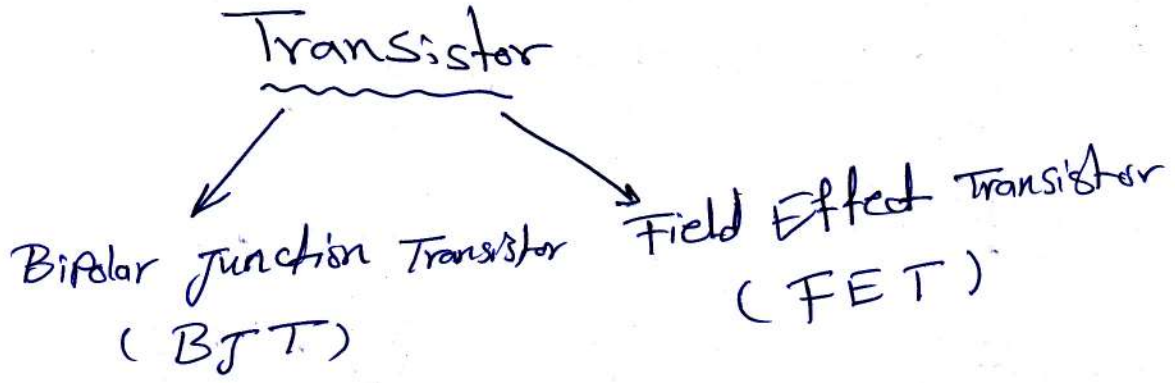 Transistor
Bipolar Junction Transistor
(BJT)
Field Effect Transistor
(FET)